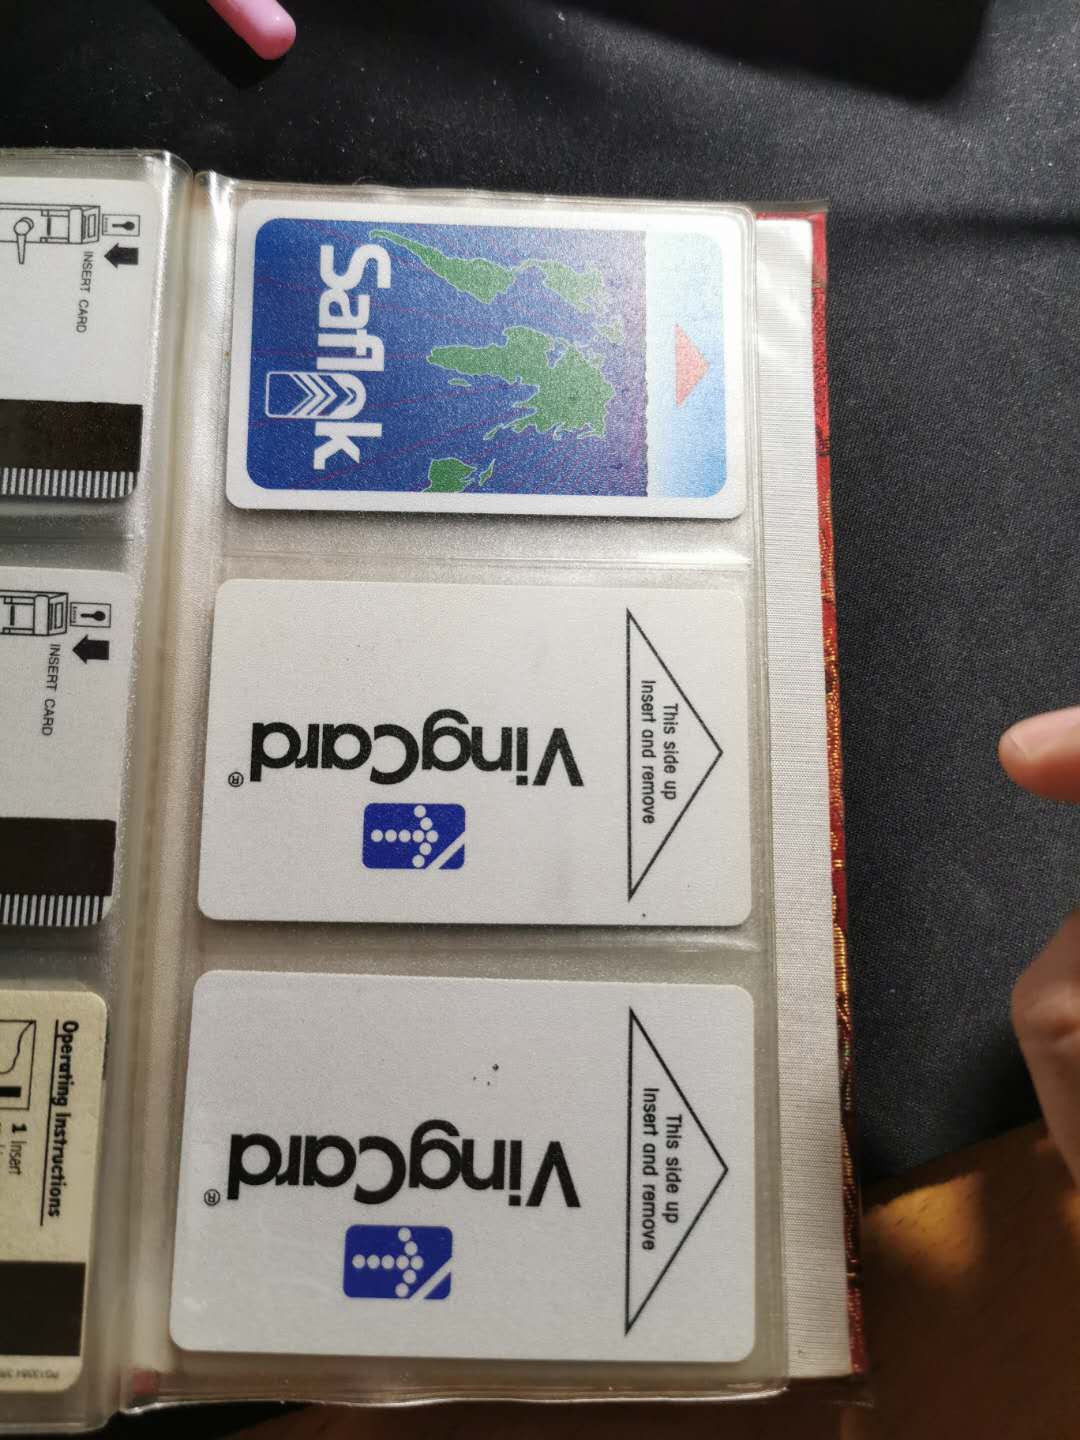 INSERT CARD
INSERT CARD
Operating Instructions
1 Insert
Saflok
This side up
Insert and remove
VingCard®
This side up
Insert and remove
VingCard®